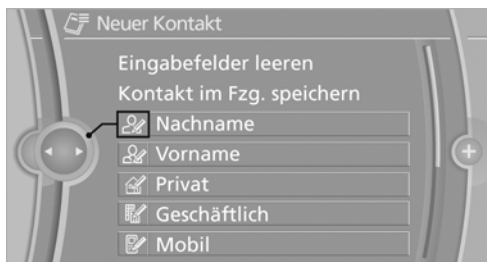 Neuer Kontakt
Eingabefelder leeren
Kontakt im Fzg. speichern
Nachname
Vorname
Privat
Geschäftlich
Mobil